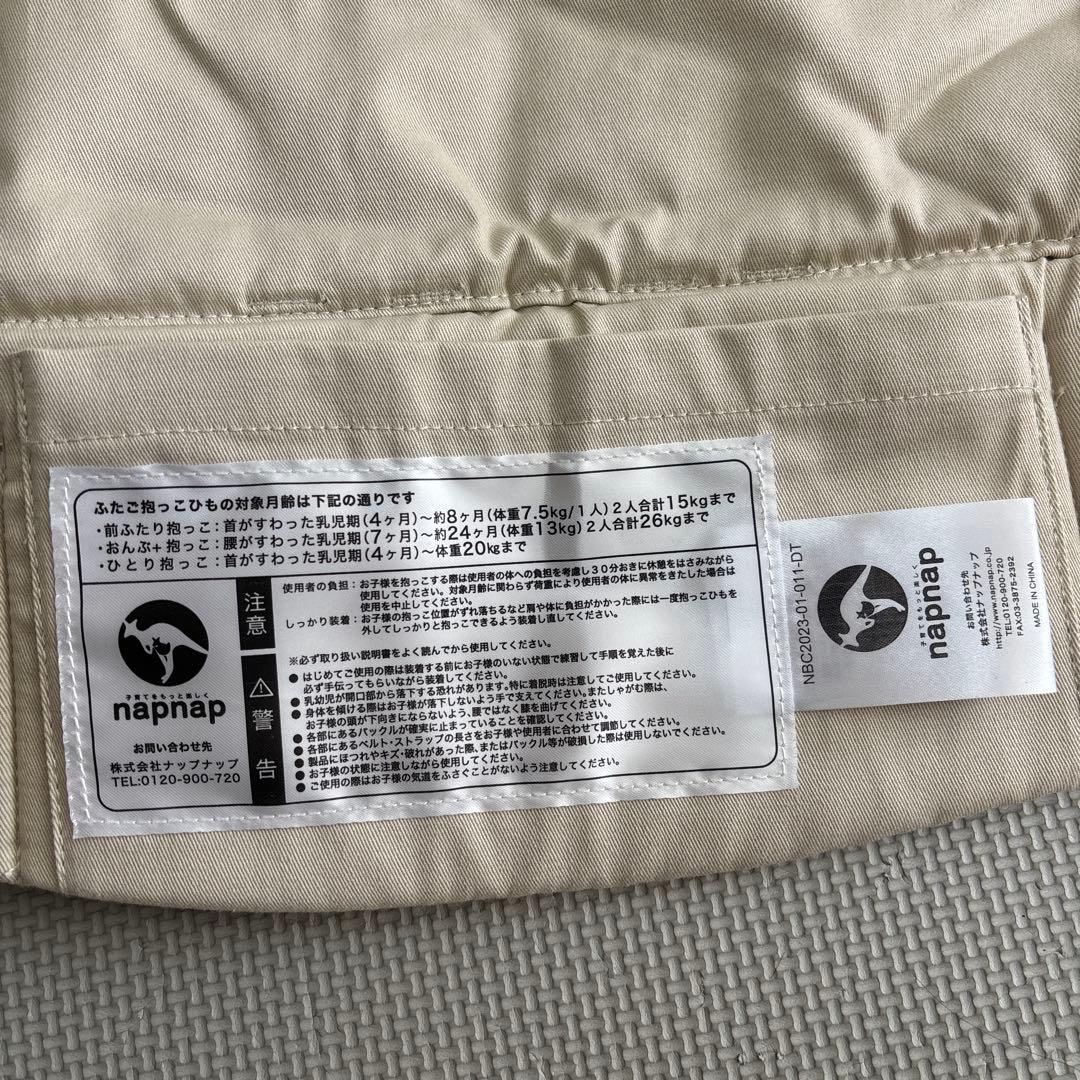 ふたご抱っこひもの対象月齢は下記の通りです
・前ふたり抱っこ：首がすわった乳児期(4ヶ月)～約8ヶ月(体重7.5kg/1人)2人合計15kgまで
・おんぶ+抱っこ：腰がすわった乳児期(7ヶ月)～約24ヶ月(体重13kg)2人合計26kgまで
・ひとり抱っこ：首がすわった乳児期(4ヶ月)～体重20kgまで
子育てをもっと楽しく
napnap
お問い合わせ先
株式会社ナップナップ
TEL:0120-900-720
注意
使用者の負担：お子様を抱っこする際は使用者の体への負担を考慮し30分おきに休憩をはさみながら
使用してください。対象月齢に関わらず荷重により使用者の体に異常をきたした場合は
使用を中止してください。
しっかり装着：お子様の抱っこ位置がずれ落ちるなど肩や体に負担がかかった際には一度抱っこひもを
外してしっかりと抱っこできるよう装着し直してください。
⚠警告
※必ず取り扱い説明書をよく読んでから使用してください。
●はじめてご使用の際は装着する前にお子様のいない状態で練習して手順を覚えた後に
必ず手伝ってもらいながら装着してください。
●乳幼児が開口部から落下する恐れがあります。特に着脱時は注意してご使用ください。
●身体を傾ける際はお子様が落下しないよう手で支えてください。またしゃがむ際は、
お子様の頭が下向きにならないよう、腰ではなく膝を曲げてください。
●各部にあるバックルが確実に止まっていることを確認してください。
●各部にあるベルト・ストラップの長さをお子様や使用者に合わせて調節してください。
●製品にほつれやキズ・破れがあった際、またはバックル等が破損した際は使用しないでください。
●お子様の状態に注意しながら使用してください。
●ご使用の際はお子様の気道をふさぐことがないよう注意してください。
NBC2023-01-011-DT
子育てをもっと楽しく
napnap
お問い合わせ先
株式会社ナップナップ
http://www.napnap.co.jp
TEL:0120-900-720
FAX:03-3875-2392
MADE IN CHINA